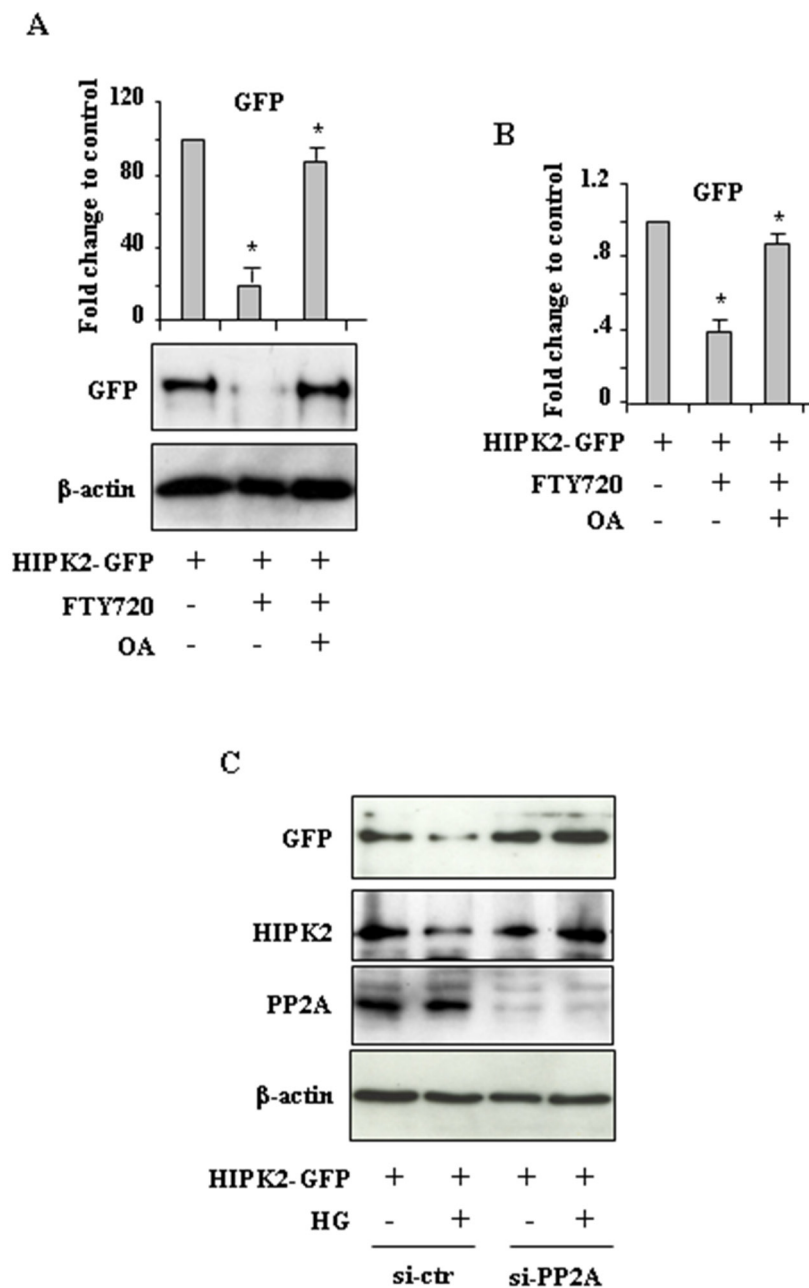 A
120
GFP
80
40
0
Fold change to control
*
*
GFP
β-actin
HIPK2-GFP + + +
FTY720 - + +
OA - - +
B
1.2
GFP
.8
.4
0
Fold change to control
*
*
HIPK2-GFP + + +
FTY720 - + +
OA - - +
C
GFP
HIPK2
PP2A
β-actin
HIPK2-GFP + + + +
HG - + - +
si-ctr si-PP2A